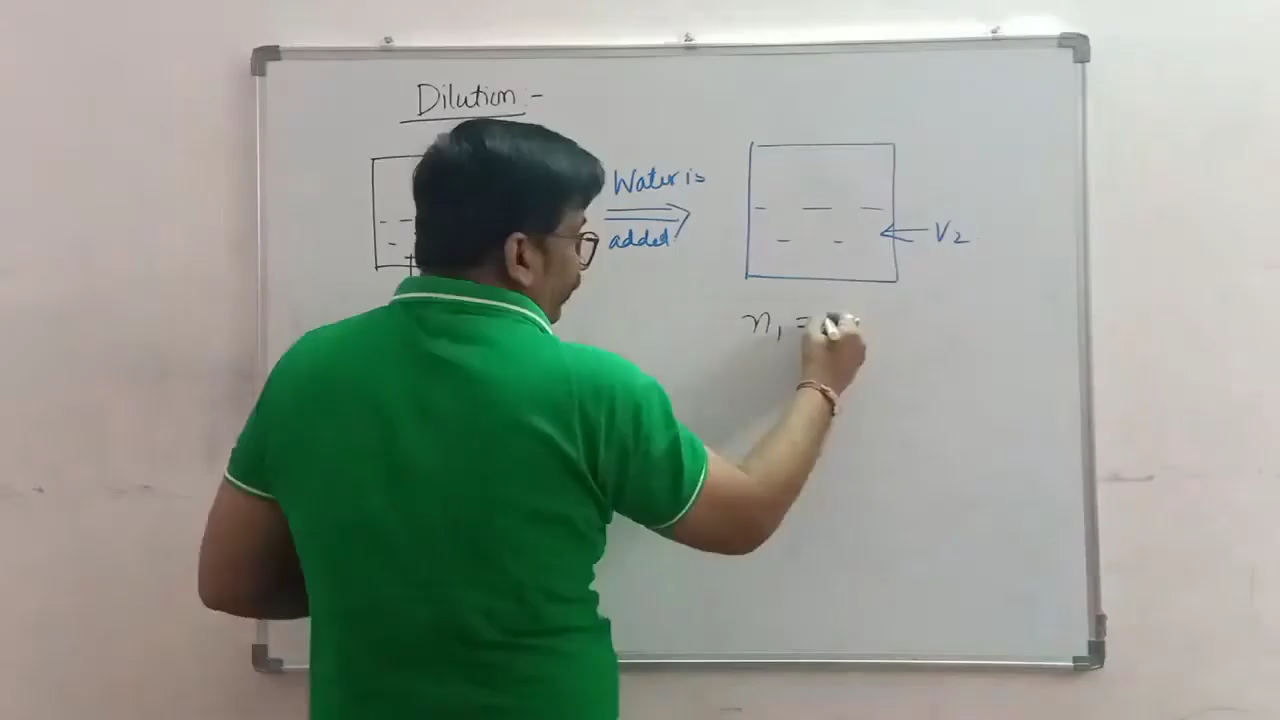 Dilution :-
Water is
added
V2
n1 =